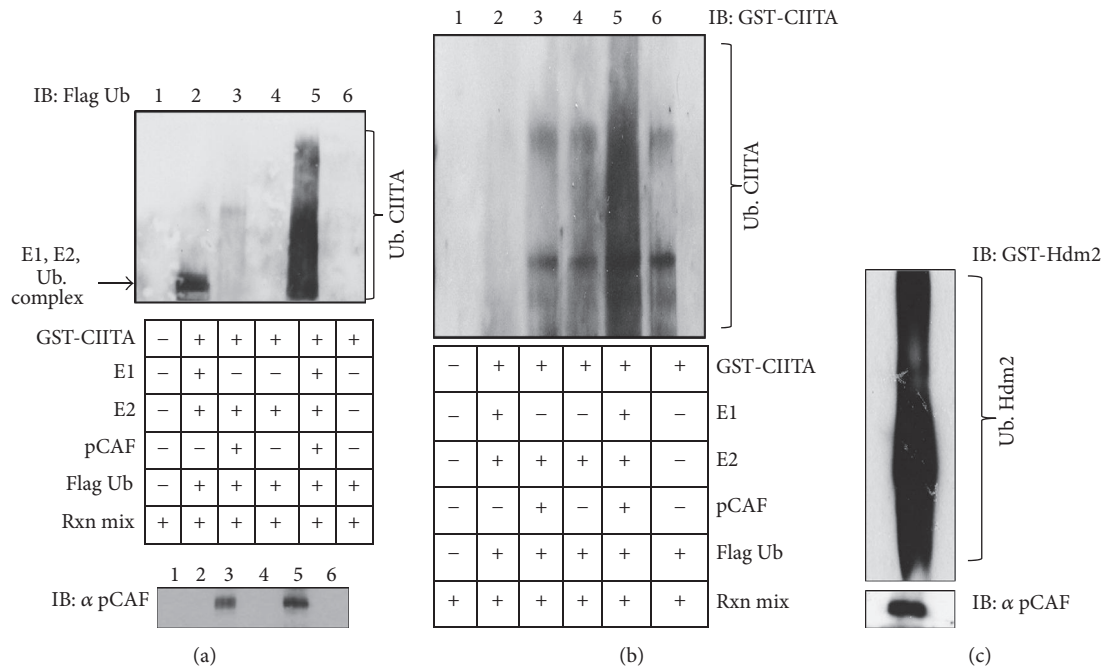 IB: Flag Ub 1 2 3 4 5 6
E1, E2,
Ub.
complex
Ub. CIITA
GST-CIITA − + + + + +
E1 − + − − + −
E2 − + + + + −
pCAF − − + − + −
Flag Ub − + + + + +
Rxn mix + + + + + +
1 2 3 4 5 6
IB: α pCAF
(a)
1 2 3 4 5 6 IB: GST-CIITA
Ub. CIITA
− + + + + + GST-CIITA
− + − − + − E1
− + + + + − E2
− − + − + − pCAF
− + + + + + Flag Ub
+ + + + + + Rxn mix
(b)
IB: GST-Hdm2
Ub. Hdm2
IB: α pCAF
(c)